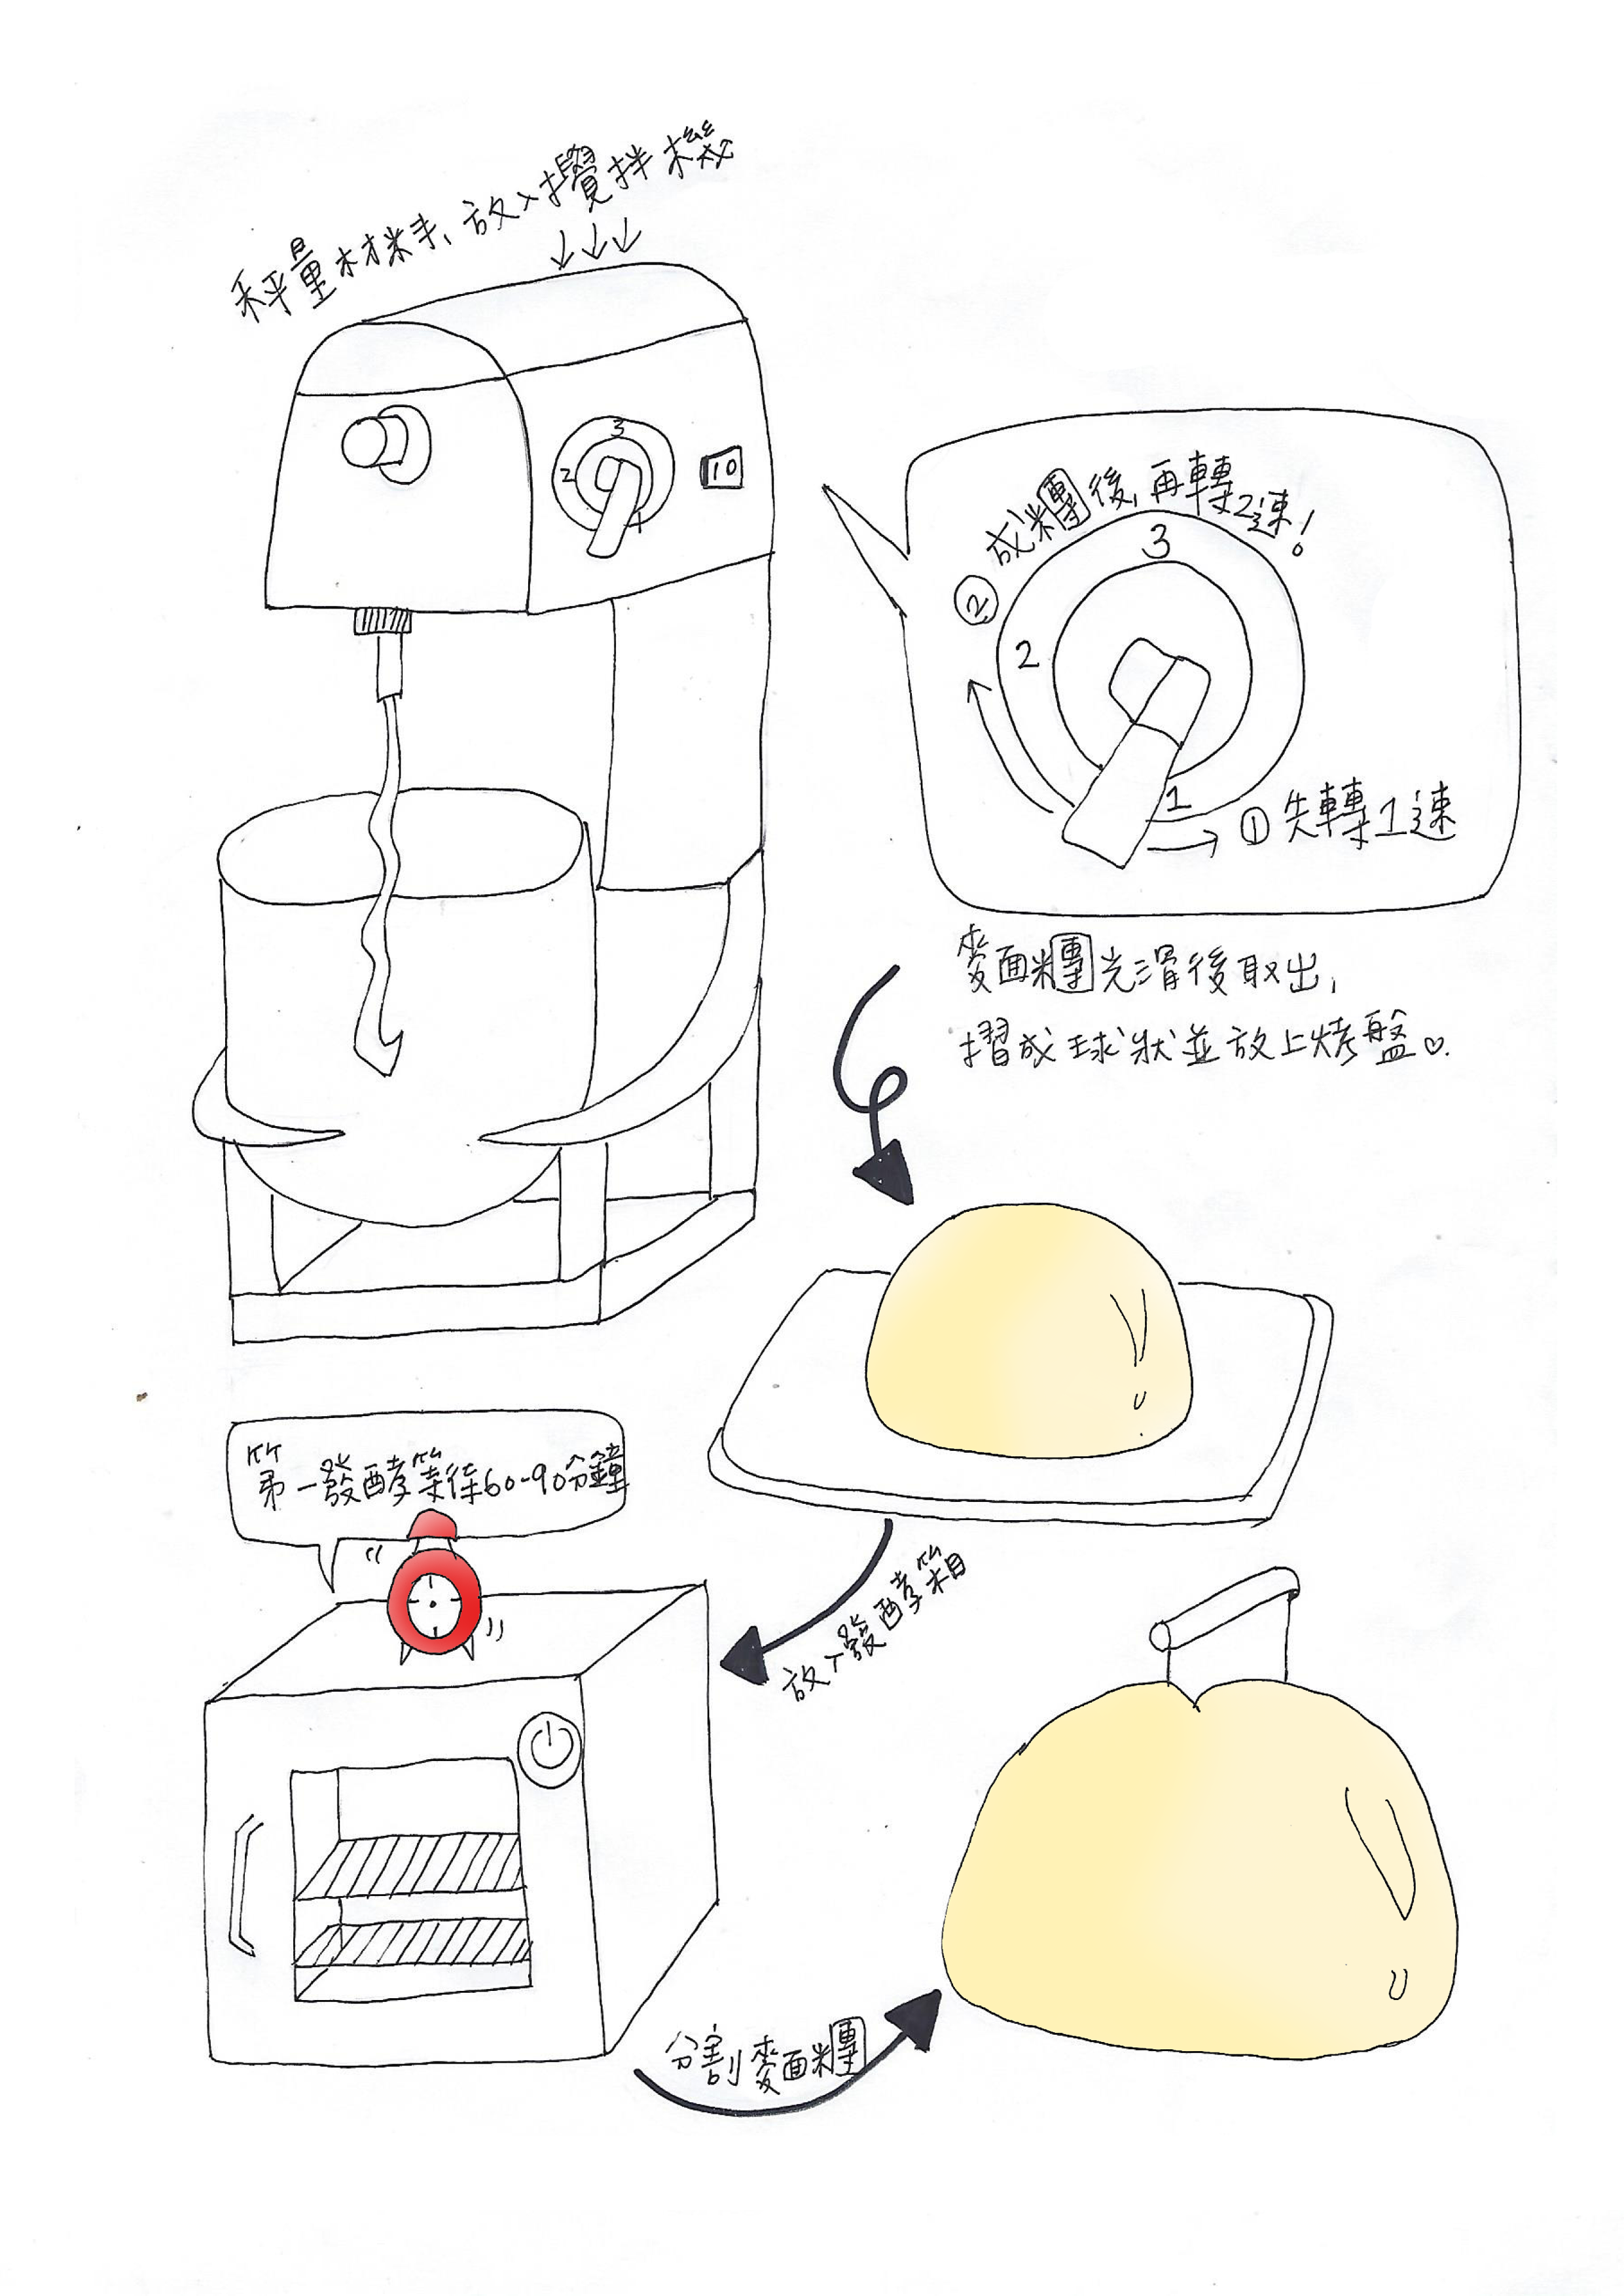 秤量材料、放入攪拌機
3
2
1
10
② 成糰後,再轉2速!
3
2
1
① 先轉1速
麵糰光滑後取出,
摺成球狀並放上烤盤♡.
第一發酵等待60-90分鐘
放入發酵箱
分割麵糰